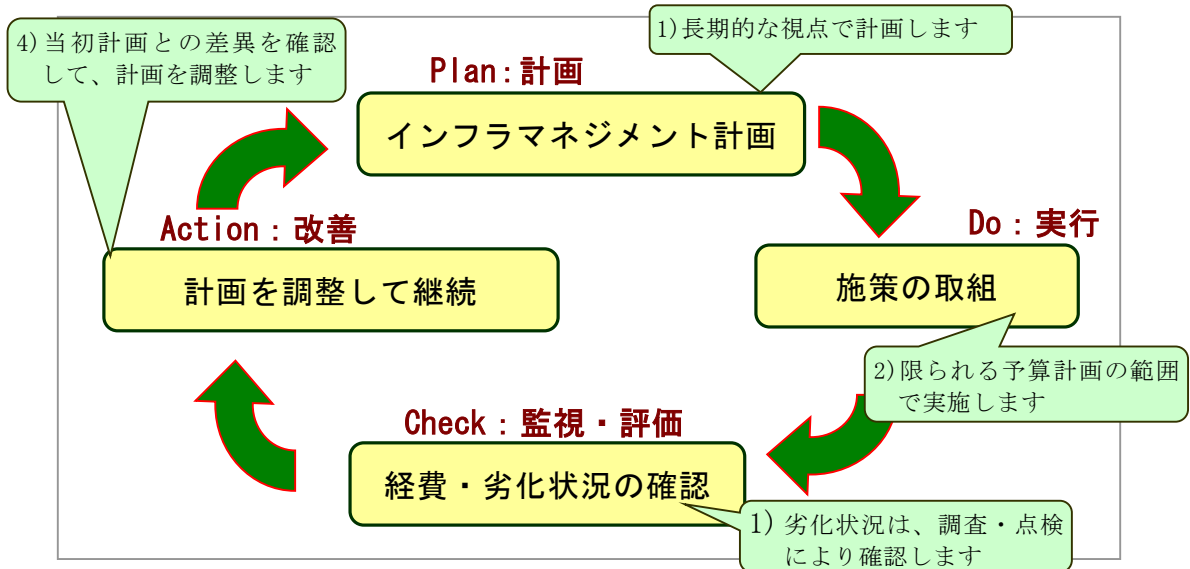 1)長期的な視点で計画します
4)当初計画との差異を確認
して、計画を調整します
Plan:計画
インフラマネジメント計画
Do：実行
施策の取組
2)限られる予算計画の範囲
で実施します
Action：改善
計画を調整して継続
Check：監視・評価
経費・劣化状況の確認
1) 劣化状況は、調査・点検
により確認します